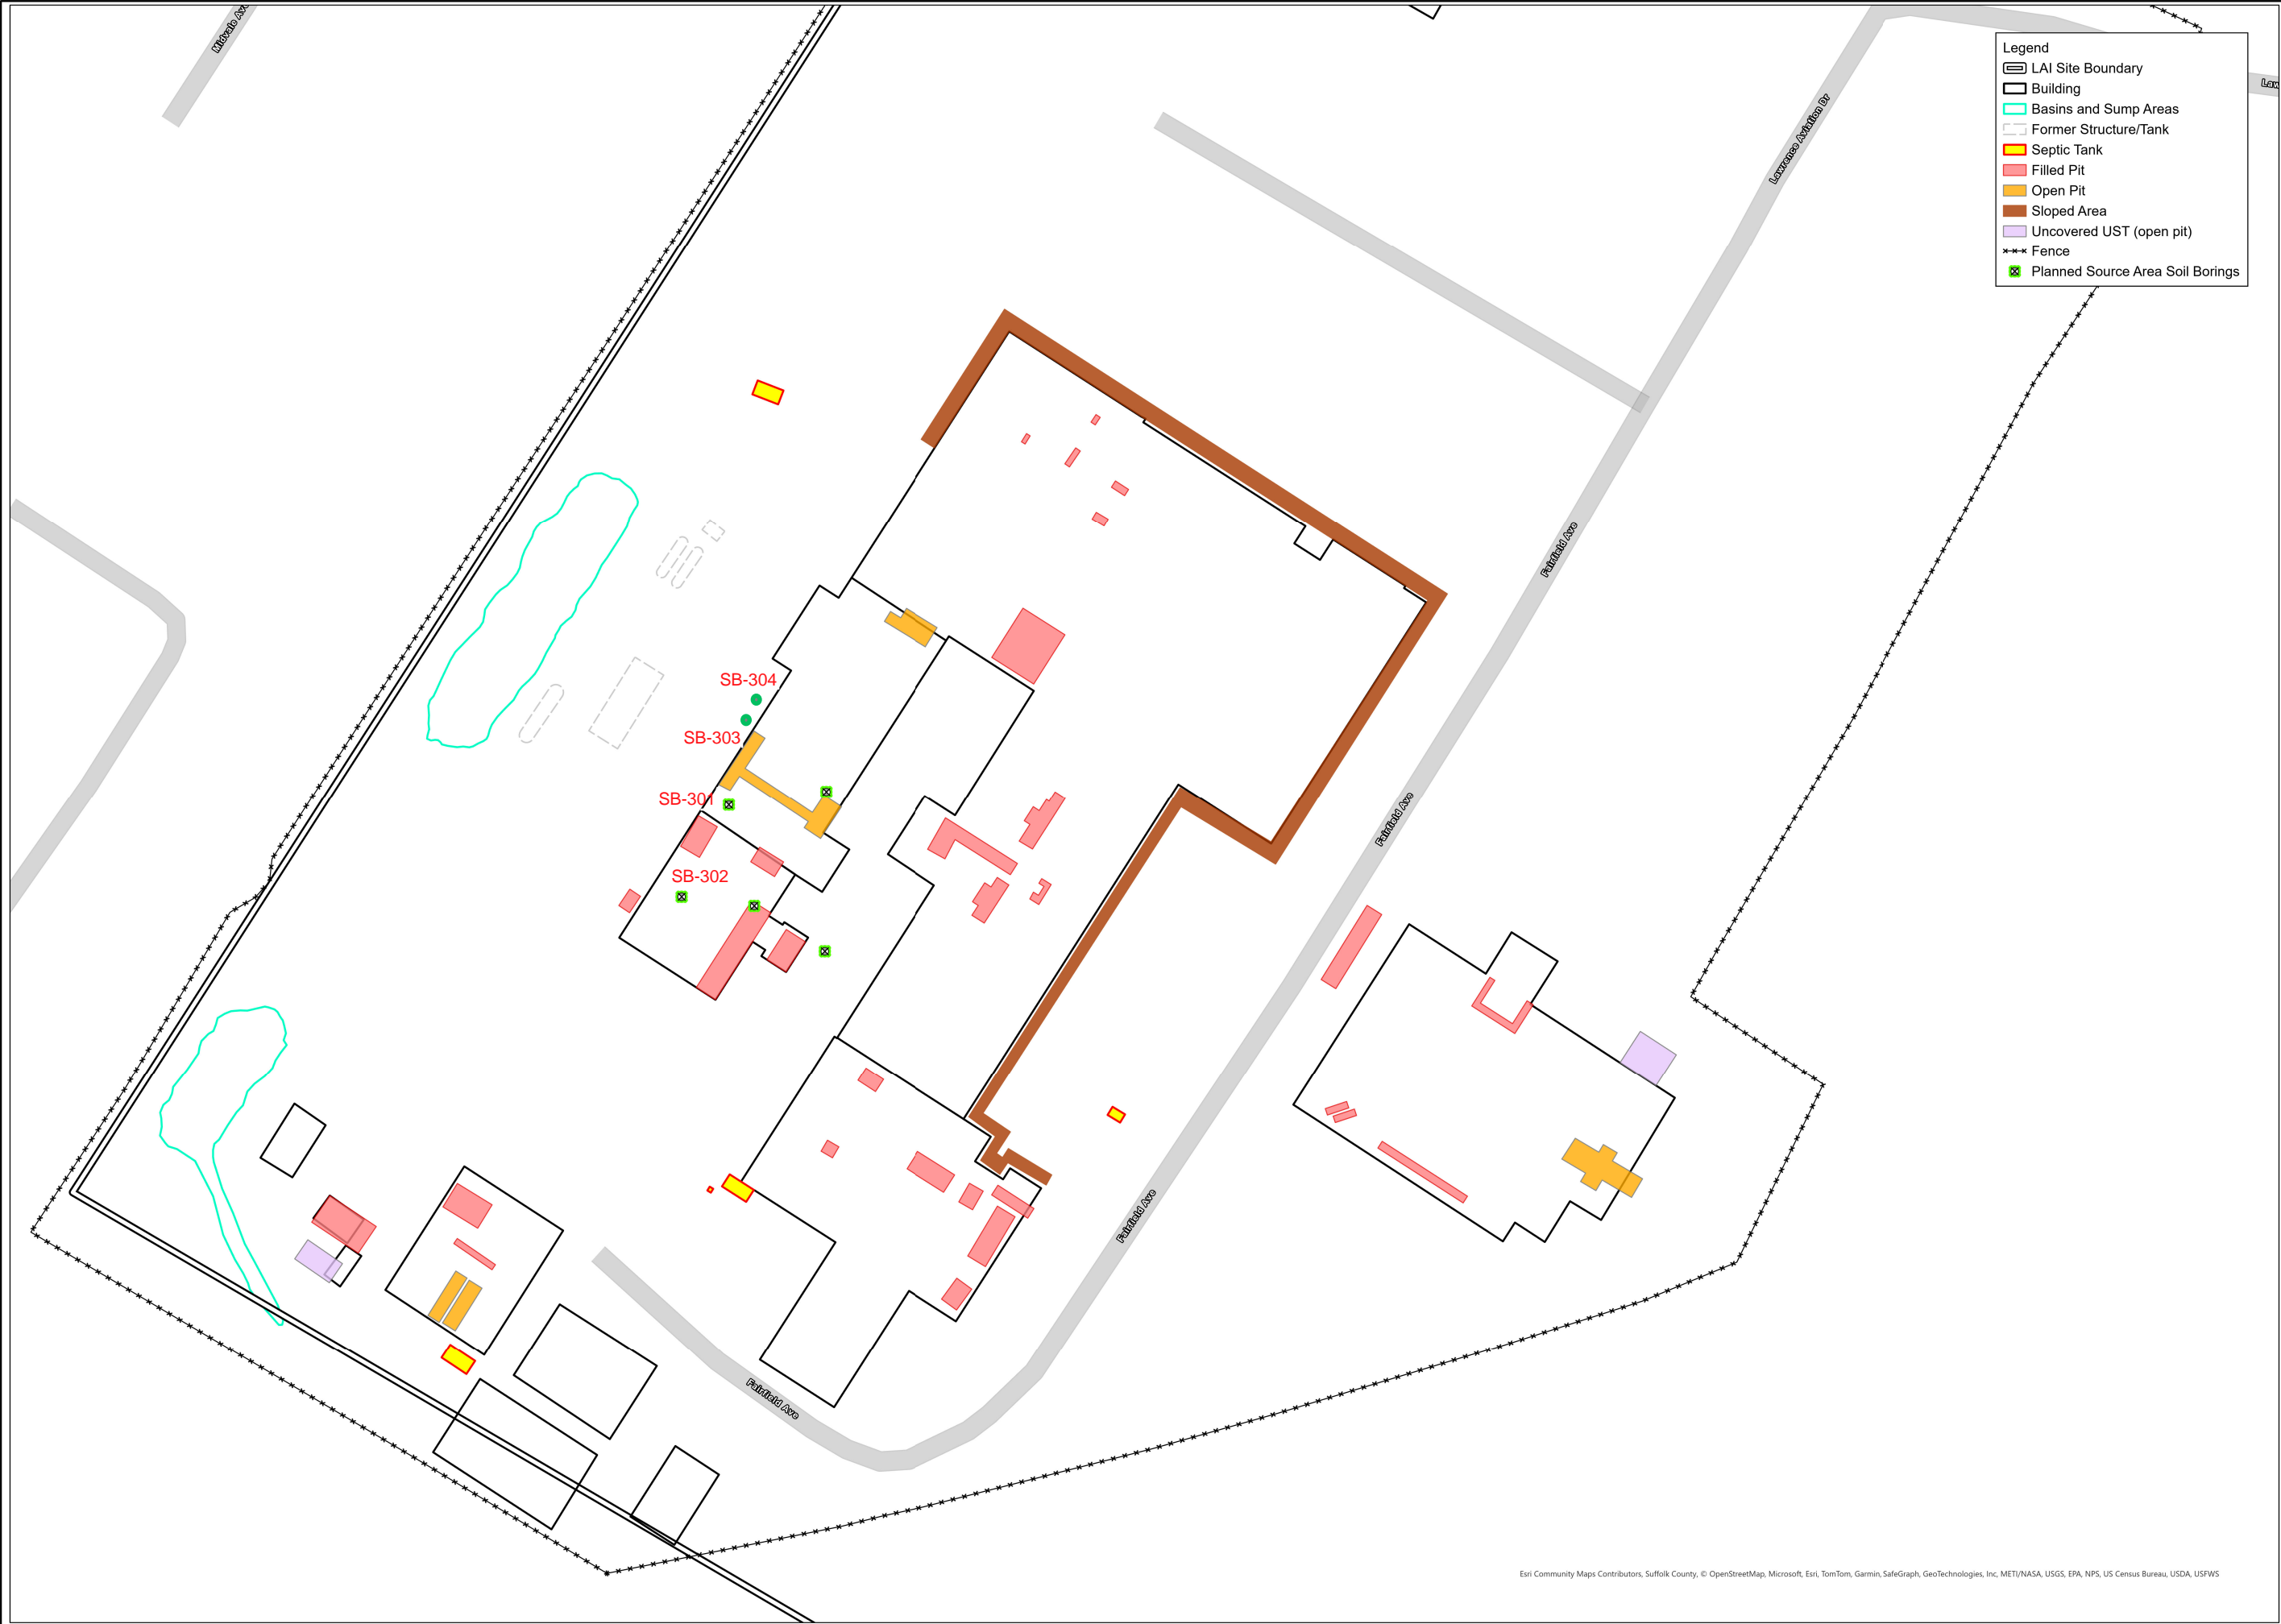 Midvale Ave
Legend
LAI Site Boundary
Building
Basins and Sump Areas
Former Structure/Tank
Septic Tank
Filled Pit
Open Pit
Sloped Area
Uncovered UST (open pit)
Fence
Planned Source Area Soil Borings
Law
Lawrence Aviation Dr
Fairfield Ave
SB-304
SB-303
SB-301
Fairfield Ave
SB-302
Fairfield Ave
Fairfield Ave
Esri Community Maps Contributors, Suffolk County, © OpenStreetMap, Microsoft, Esri, TomTom, Garmin, SafeGraph, GeoTechnologies, Inc, METI/NASA, USGS, EPA, NPS, US Census Bureau, USDA, USFWS